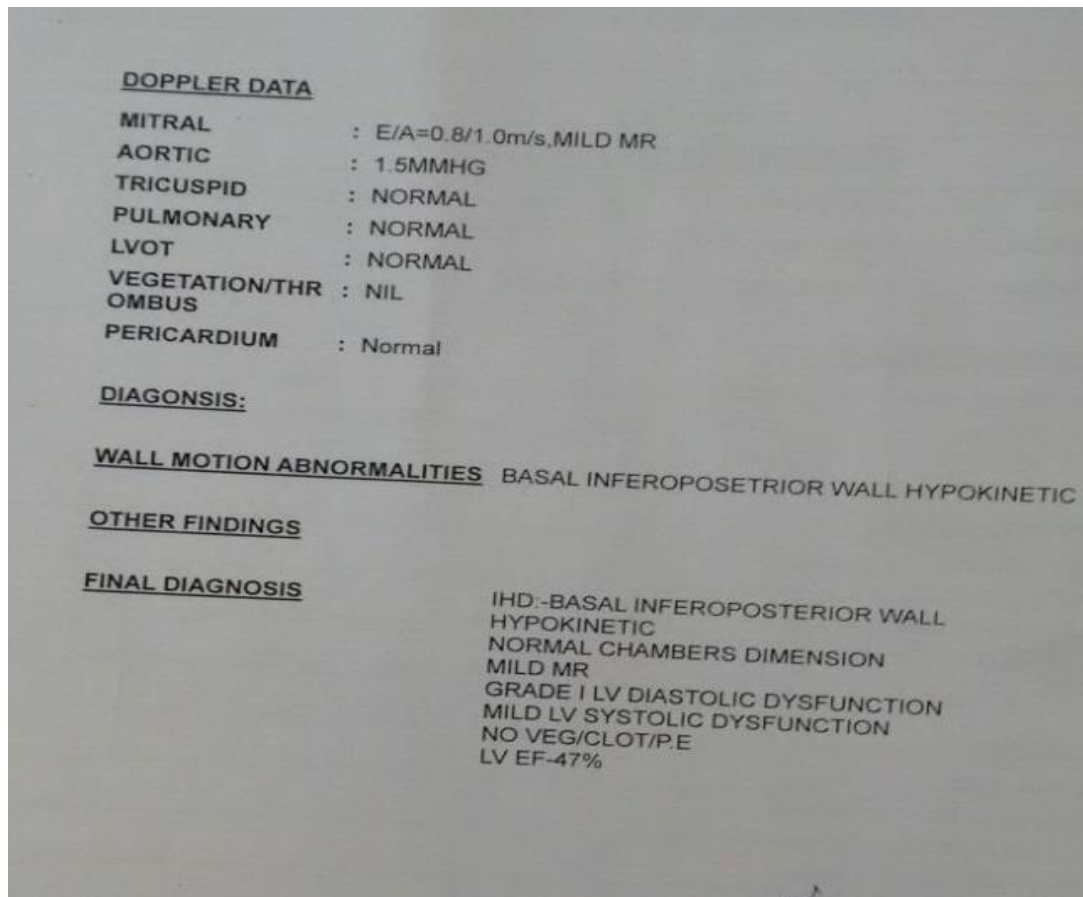 DOPPLER DATA
MITRAL : E/A=0.8/1.0m/s,MILD MR
AORTIC : 1.5MMHG
TRICUSPID : NORMAL
PULMONARY : NORMAL
LVOT : NORMAL
VEGETATION/THR : NIL
OMBUS
PERICARDIUM : Normal
DIAGONSIS:
WALL MOTION ABNORMALITIES BASAL INFEROPOSETRIOR WALL HYPOKINETIC
OTHER FINDINGS
FINAL DIAGNOSIS
IHD:-BASAL INFEROPOSTERIOR WALL
HYPOKINETIC
NORMAL CHAMBERS DIMENSION
MILD MR
GRADE I LV DIASTOLIC DYSFUNCTION
MILD LV SYSTOLIC DYSFUNCTION
NO VEG/CLOT/P.E
LV EF-47%